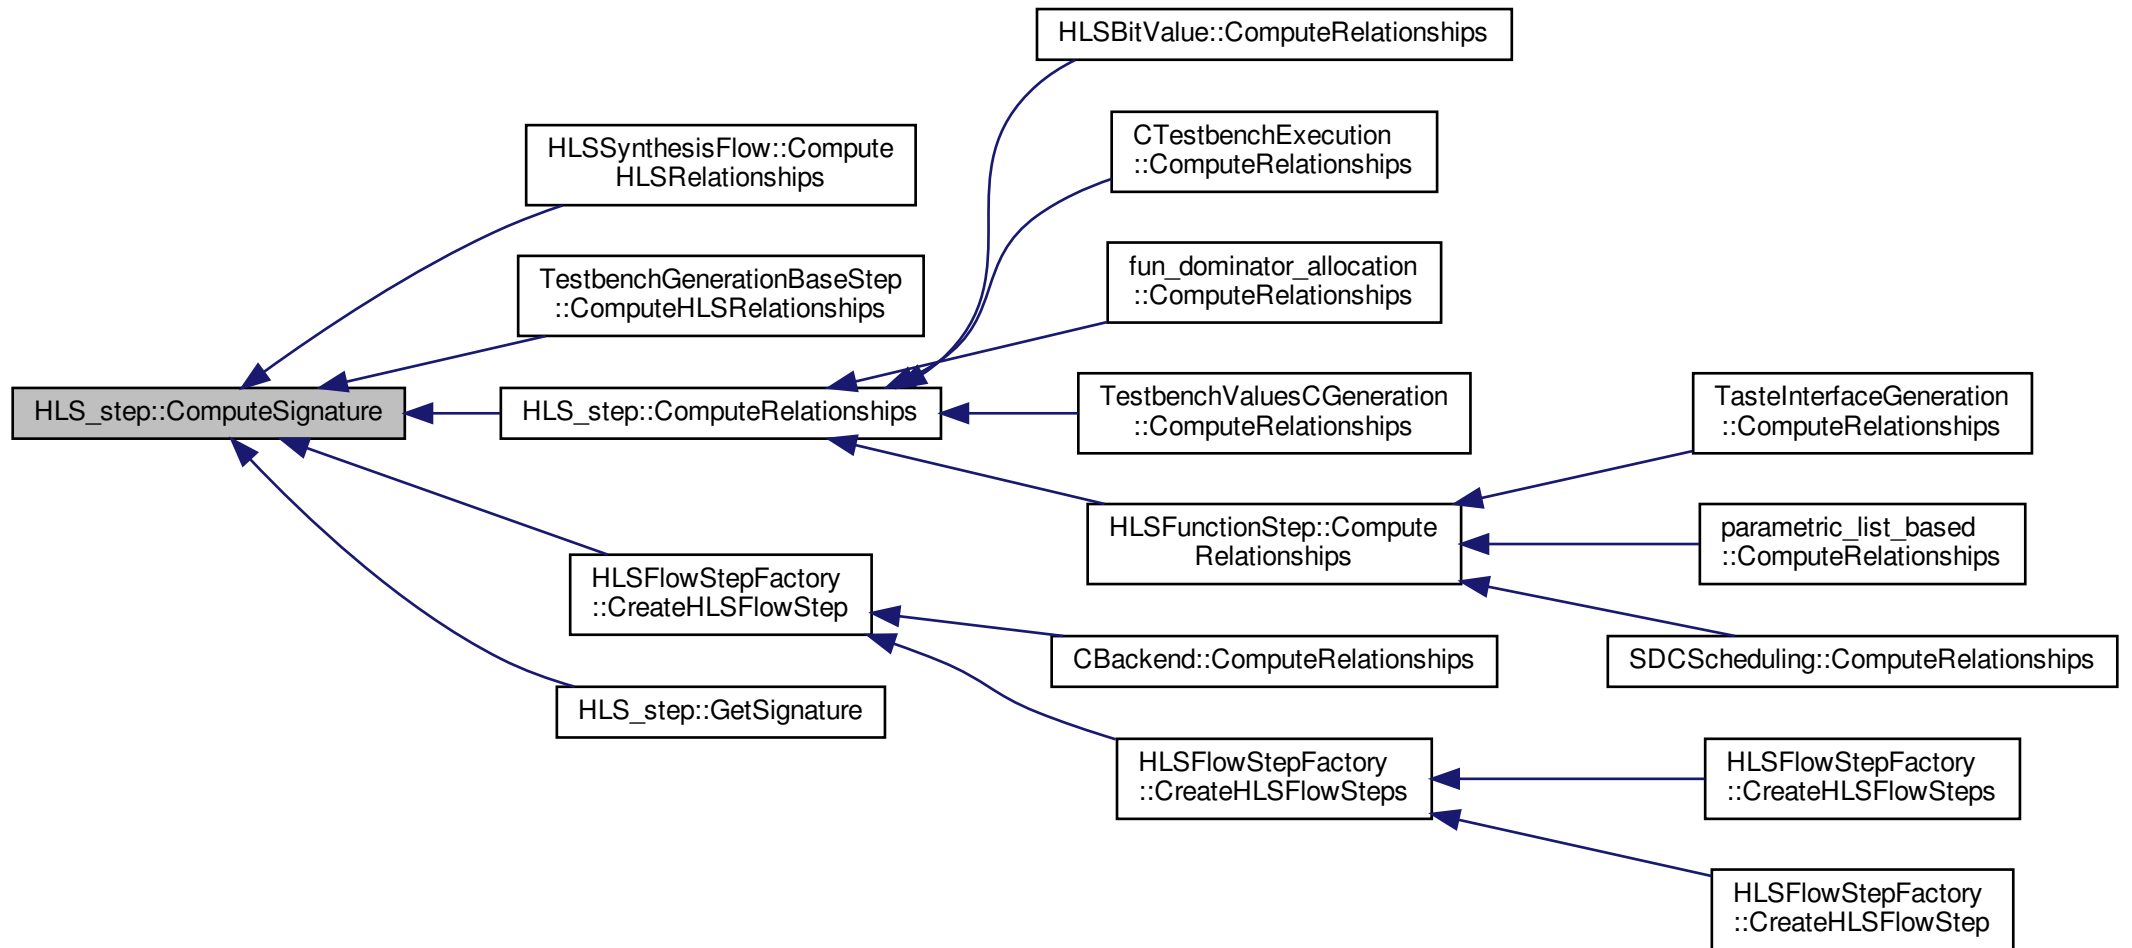 HLSBitValue::ComputeRelationships
CTestbenchExecution
::ComputeRelationships
HLSSynthesisFlow::Compute
HLSRelationships
fun_dominator_allocation
::ComputeRelationships
TestbenchGenerationBaseStep
::ComputeHLSRelationships
HLS_step::ComputeSignature
HLS_step::ComputeRelationships
TestbenchValuesCGeneration
::ComputeRelationships
TasteInterfaceGeneration
::ComputeRelationships
HLSFunctionStep::Compute
Relationships
parametric_list_based
::ComputeRelationships
HLSFlowStepFactory
::CreateHLSFlowStep
CBackend::ComputeRelationships
SDCScheduling::ComputeRelationships
HLS_step::GetSignature
HLSFlowStepFactory
::CreateHLSFlowSteps
HLSFlowStepFactory
::CreateHLSFlowSteps
HLSFlowStepFactory
::CreateHLSFlowStep